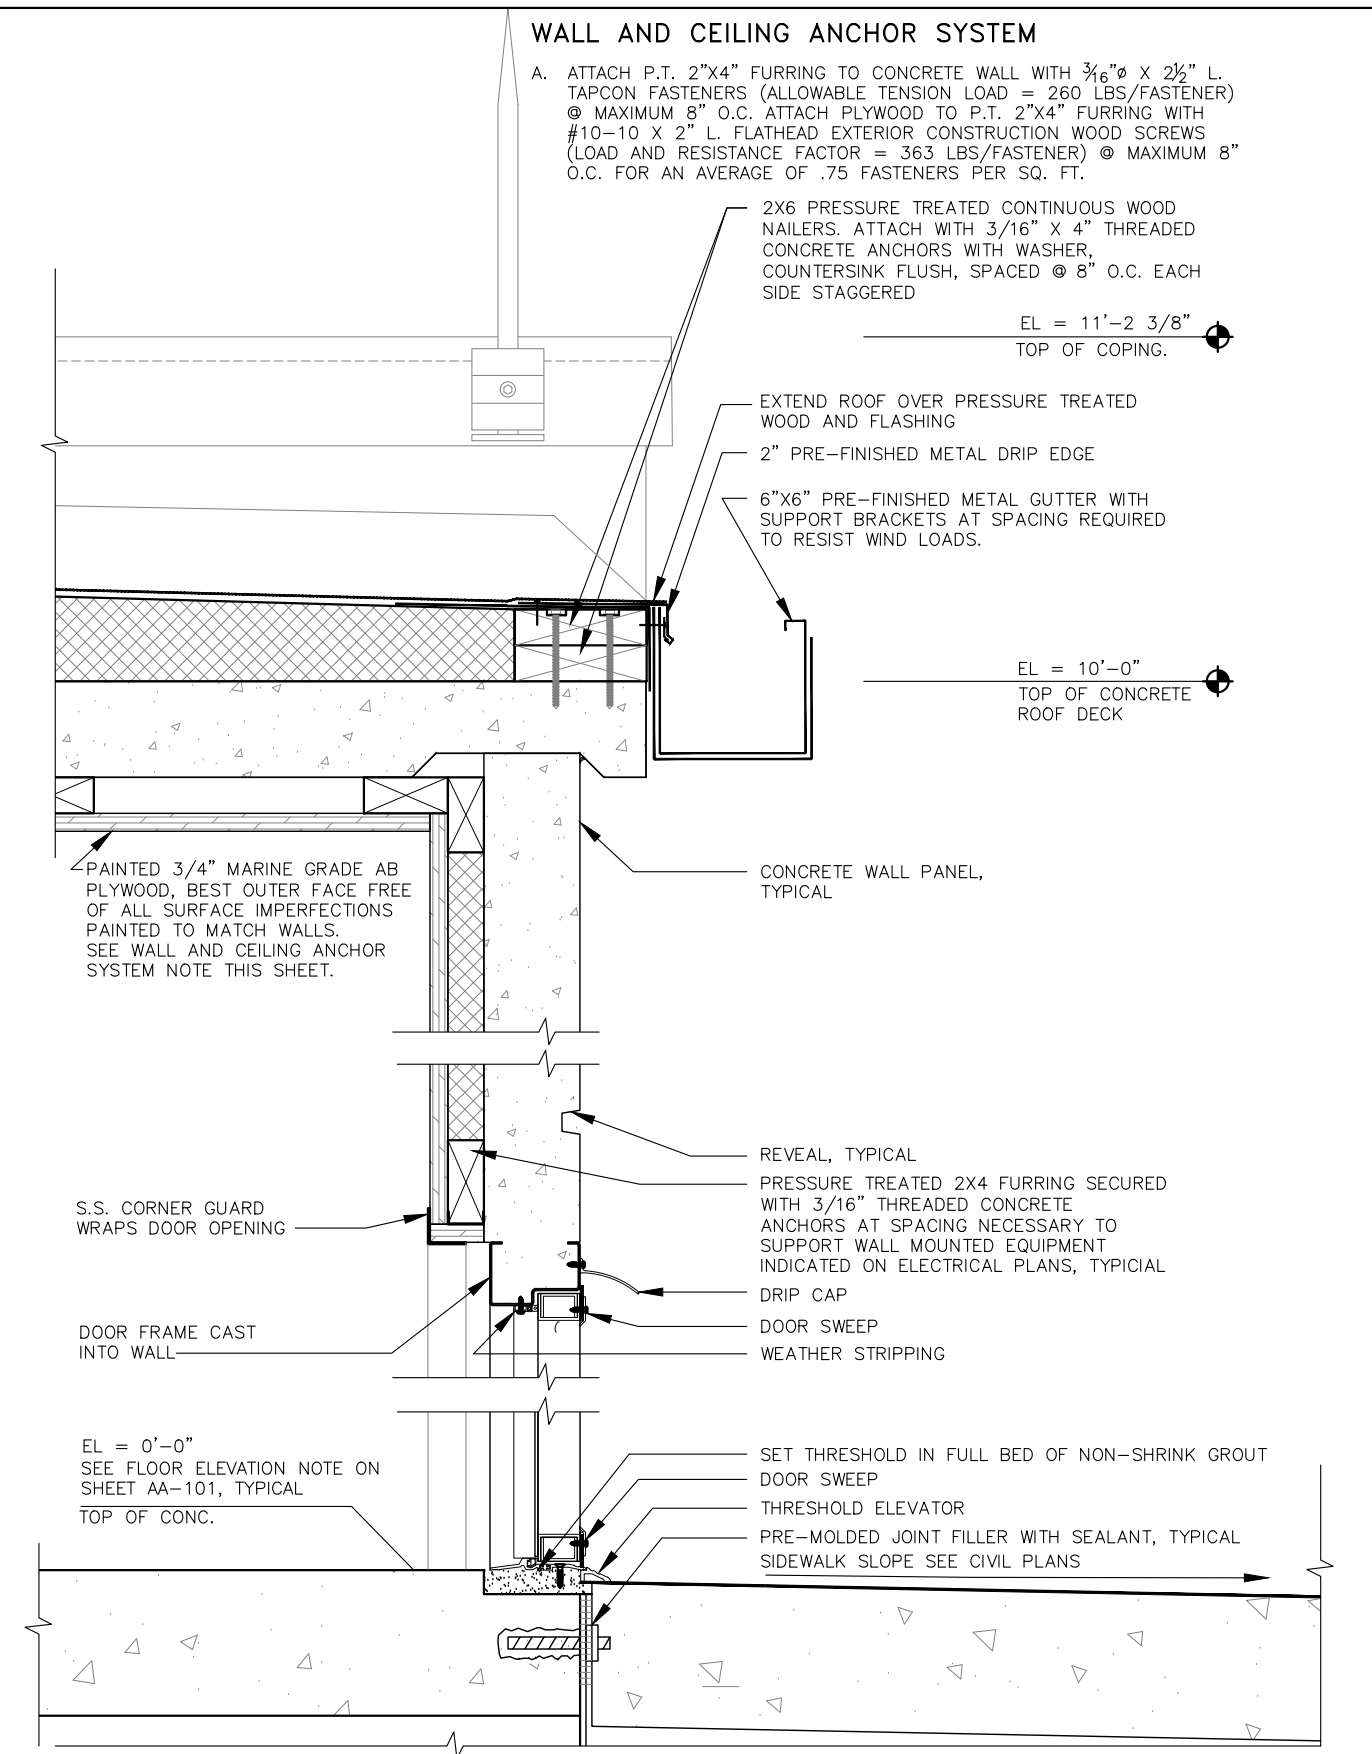 WALL AND CEILING ANCHOR SYSTEM
A. ATTACH P.T. 2"X4" FURRING TO CONCRETE WALL WITH 3/16"ø X 2½" L.
TAPCON FASTENERS (ALLOWABLE TENSION LOAD = 260 LBS/FASTENER)
@ MAXIMUM 8" O.C. ATTACH PLYWOOD TO P.T. 2"X4" FURRING WITH
#10-10 X 2" L. FLATHEAD EXTERIOR CONSTRUCTION WOOD SCREWS
(LOAD AND RESISTANCE FACTOR = 363 LBS/FASTENER) @ MAXIMUM 8"
O.C. FOR AN AVERAGE OF .75 FASTENERS PER SQ. FT.
2X6 PRESSURE TREATED CONTINUOUS WOOD
NAILERS. ATTACH WITH 3/16" X 4" THREADED
CONCRETE ANCHORS WITH WASHER,
COUNTERSINK FLUSH, SPACED @ 8" O.C. EACH
SIDE STAGGERED
EL = 11'-2 3/8"
TOP OF COPING.
EXTEND ROOF OVER PRESSURE TREATED
WOOD AND FLASHING
2" PRE-FINISHED METAL DRIP EDGE
6"X6" PRE-FINISHED METAL GUTTER WITH
SUPPORT BRACKETS AT SPACING REQUIRED
TO RESIST WIND LOADS.
EL = 10'-0"
TOP OF CONCRETE
ROOF DECK
PAINTED 3/4" MARINE GRADE AB
PLYWOOD, BEST OUTER FACE FREE
OF ALL SURFACE IMPERFECTIONS
PAINTED TO MATCH WALLS.
SEE WALL AND CEILING ANCHOR
SYSTEM NOTE THIS SHEET.
CONCRETE WALL PANEL,
TYPICAL
REVEAL, TYPICAL
PRESSURE TREATED 2X4 FURRING SECURED
WITH 3/16" THREADED CONCRETE
ANCHORS AT SPACING NECESSARY TO
SUPPORT WALL MOUNTED EQUIPMENT
INDICATED ON ELECTRICAL PLANS, TYPICIAL
S.S. CORNER GUARD
WRAPS DOOR OPENING
DRIP CAP
DOOR SWEEP
WEATHER STRIPPING
DOOR FRAME CAST
INTO WALL
EL = 0'-0"
SEE FLOOR ELEVATION NOTE ON
SHEET AA-101, TYPICAL
TOP OF CONC.
SET THRESHOLD IN FULL BED OF NON-SHRINK GROUT
DOOR SWEEP
THRESHOLD ELEVATOR
PRE-MOLDED JOINT FILLER WITH SEALANT, TYPICAL
SIDEWALK SLOPE SEE CIVIL PLANS